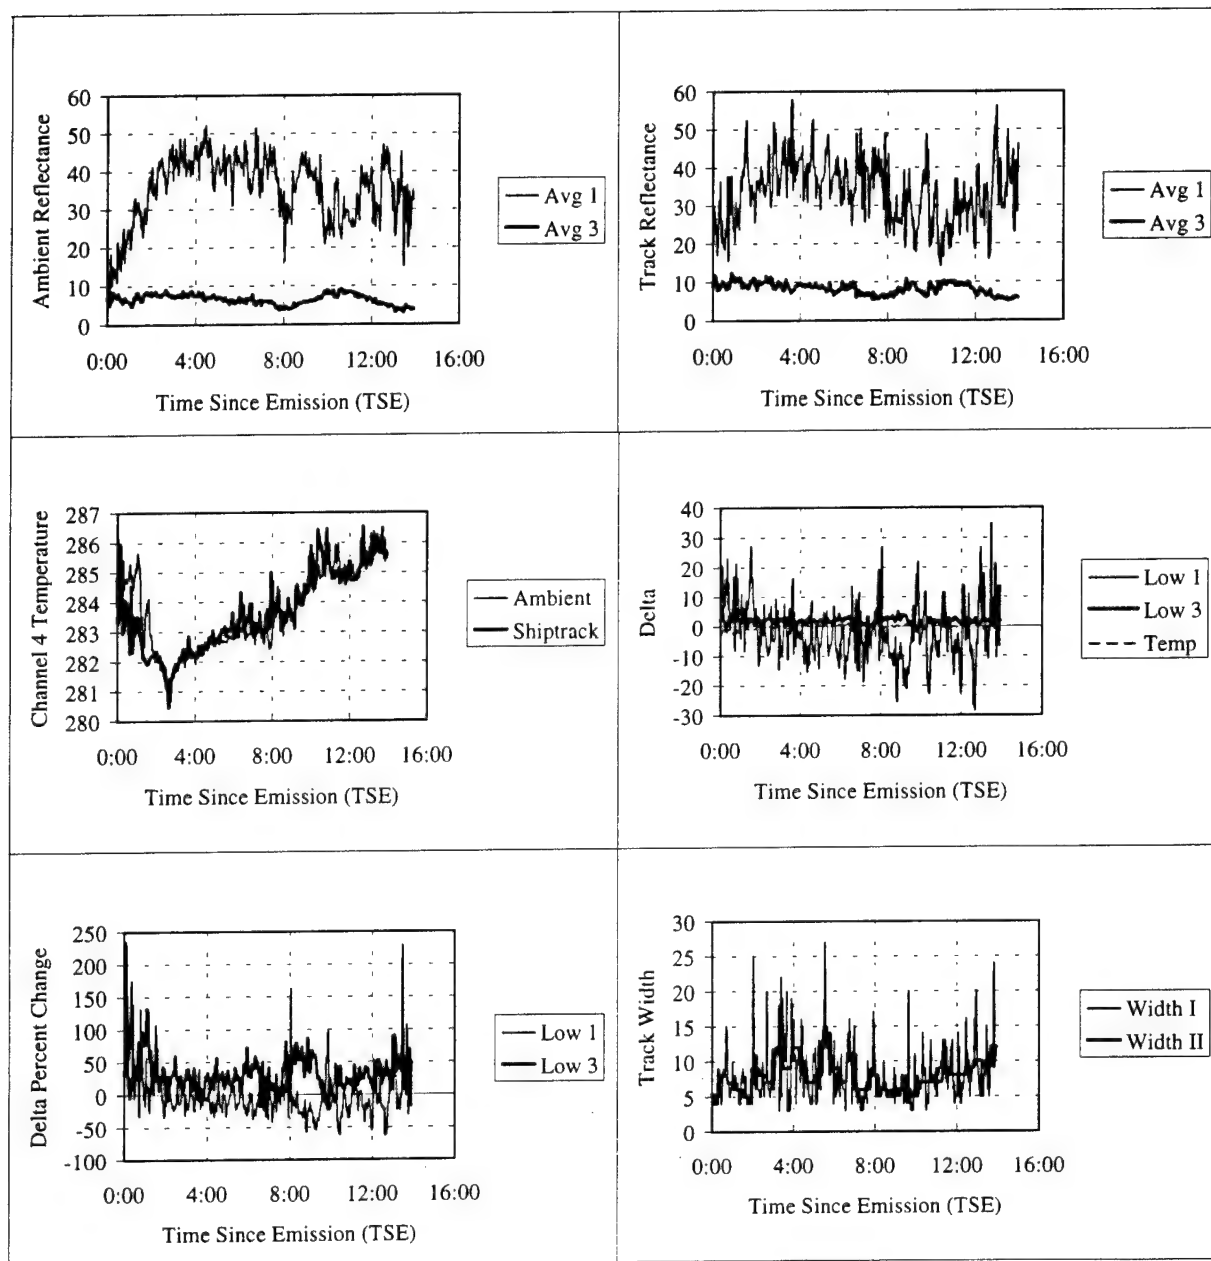 Ambient Reflectance
60
50
40
30
20
10
0
0:00 4:00 8:00 12:00 16:00
Time Since Emission (TSE)
Avg 1
Avg 3
Track Reflectance
60
50
40
30
20
10
0
0:00 4:00 8:00 12:00 16:00
Time Since Emission (TSE)
Avg 1
Avg 3
Channel 4 Temperature
287
286
285
284
283
282
281
280
0:00 4:00 8:00 12:00 16:00
Time Since Emission (TSE)
Ambient
Shiptrack
Delta
40
30
20
10
0
-10
-20
-30
0:00 4:00 8:00 12:00 16:00
Time Since Emission (TSE)
Low 1
Low 3
Temp
Delta Percent Change
250
200
150
100
50
0
-50
-100
0:00 4:00 8:00 12:00 16:00
Time Since Emission (TSE)
Low 1
Low 3
Track Width
30
25
20
15
10
5
0
0:00 4:00 8:00 12:00 16:00
Time Since Emission (TSE)
Width I
Width II